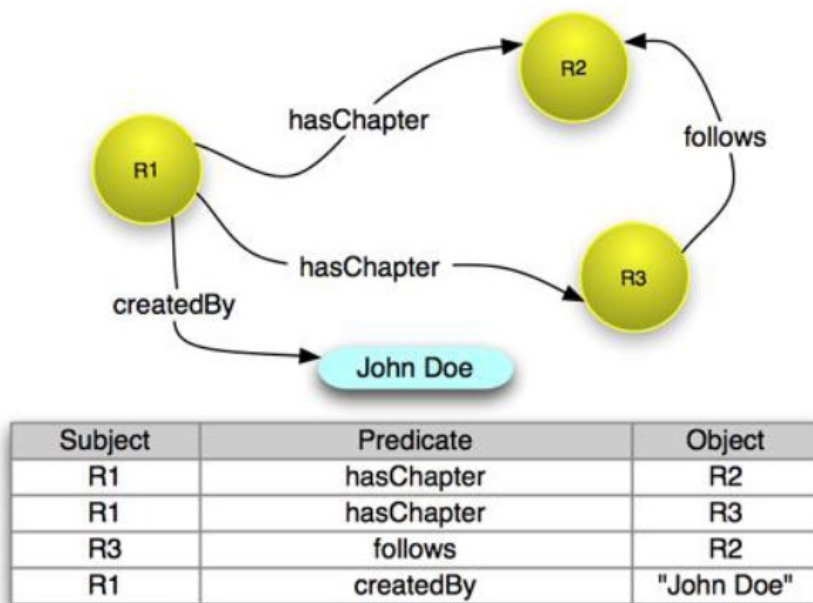 R2
hasChapter
follows
R1
hasChapter
R3
createdBy
John Doe
Subject Predicate Object
R1 hasChapter R2
R1 hasChapter R3
R3 follows R2
R1 createdBy "John Doe"